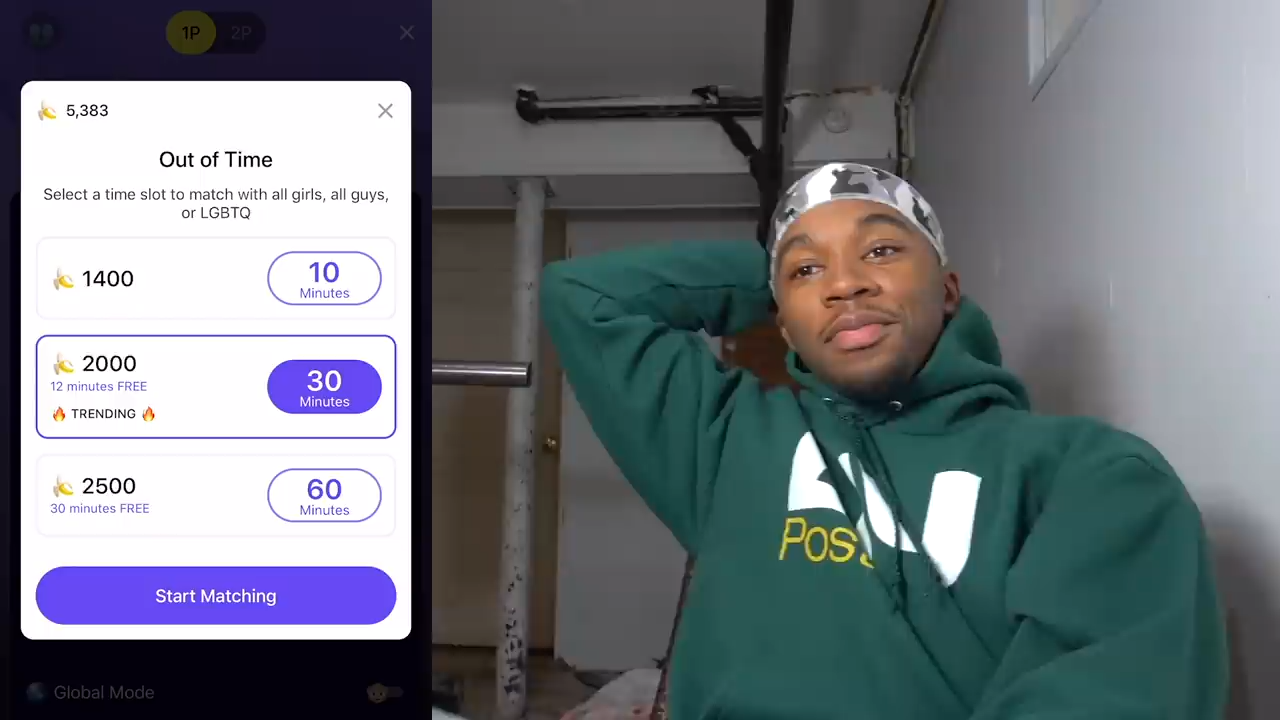 1P 2P
5,383
Out of Time
Select a time slot to match with all girls, all guys,
or LGBTQ
1400
10
Minutes
2000
12 minutes FREE
TRENDING
30
Minutes
2500
30 minutes FREE
60
Minutes
Start Matching
Global Mode